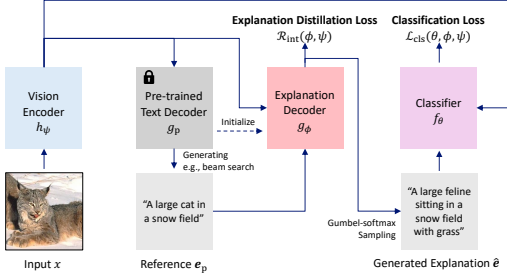 Explanation Distillation Loss
ℛint(ϕ, ψ)
Classification Loss
ℒcls(θ, ϕ, ψ)
Vision
Encoder
hψ
Pre-trained
Text Decoder
gp
Initialize
Explanation
Decoder
gϕ
Classifier
fθ
Generating
e.g., beam search
"A large cat in
a snow field"
Gumbel-softmax
Sampling
"A large feline
sitting in a
snow field
with grass"
Input x
Reference ep
Generated Explanation ê